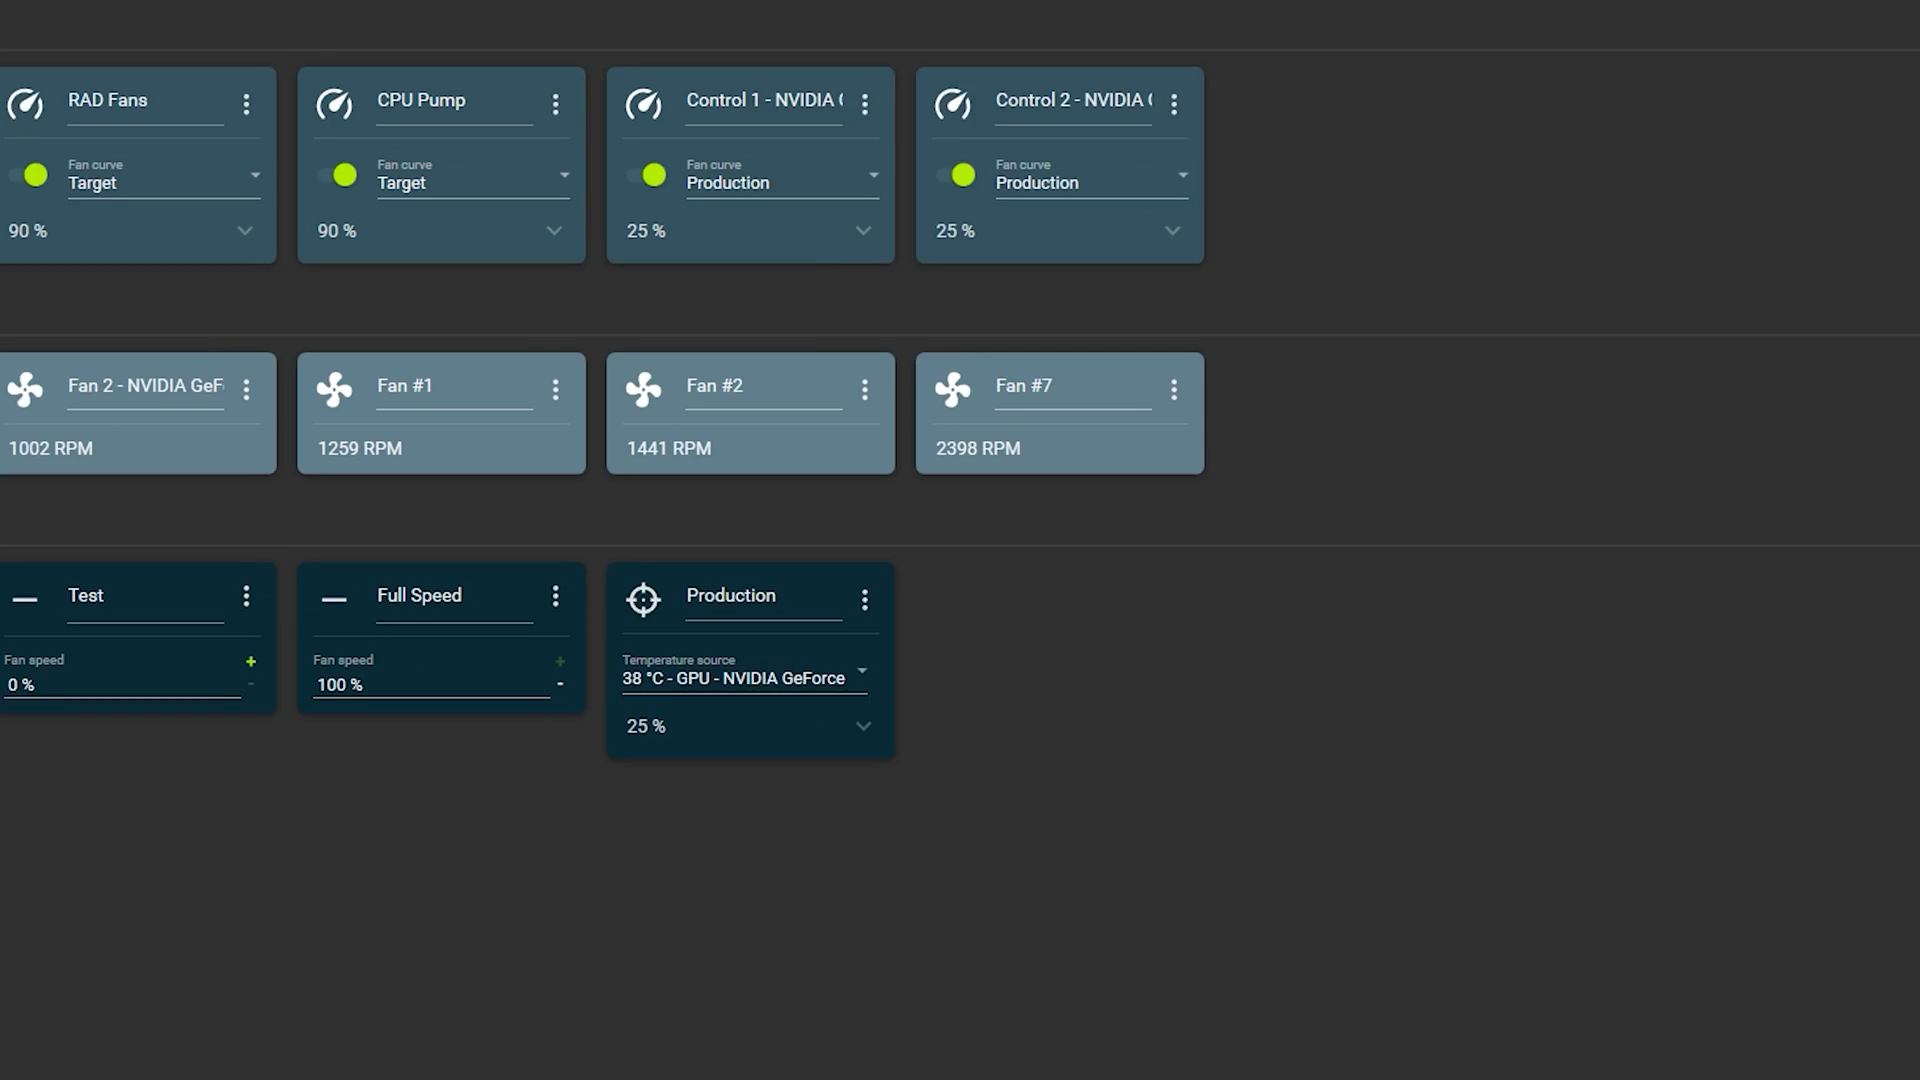 RAD Fans
Fan curve
Target
90 %
CPU Pump
Fan curve
Target
90 %
Control 1 - NVIDIA
Fan curve
Production
25 %
Control 2 - NVIDIA
Fan curve
Production
25 %
Fan 2 - NVIDIA GeF
1002 RPM
Fan #1
1259 RPM
Fan #2
1441 RPM
Fan #7
2398 RPM
Test
Fan speed
0 %
Full Speed
Fan speed
100 %
Production
Temperature source
38 °C - GPU - NVIDIA GeForce
25 %